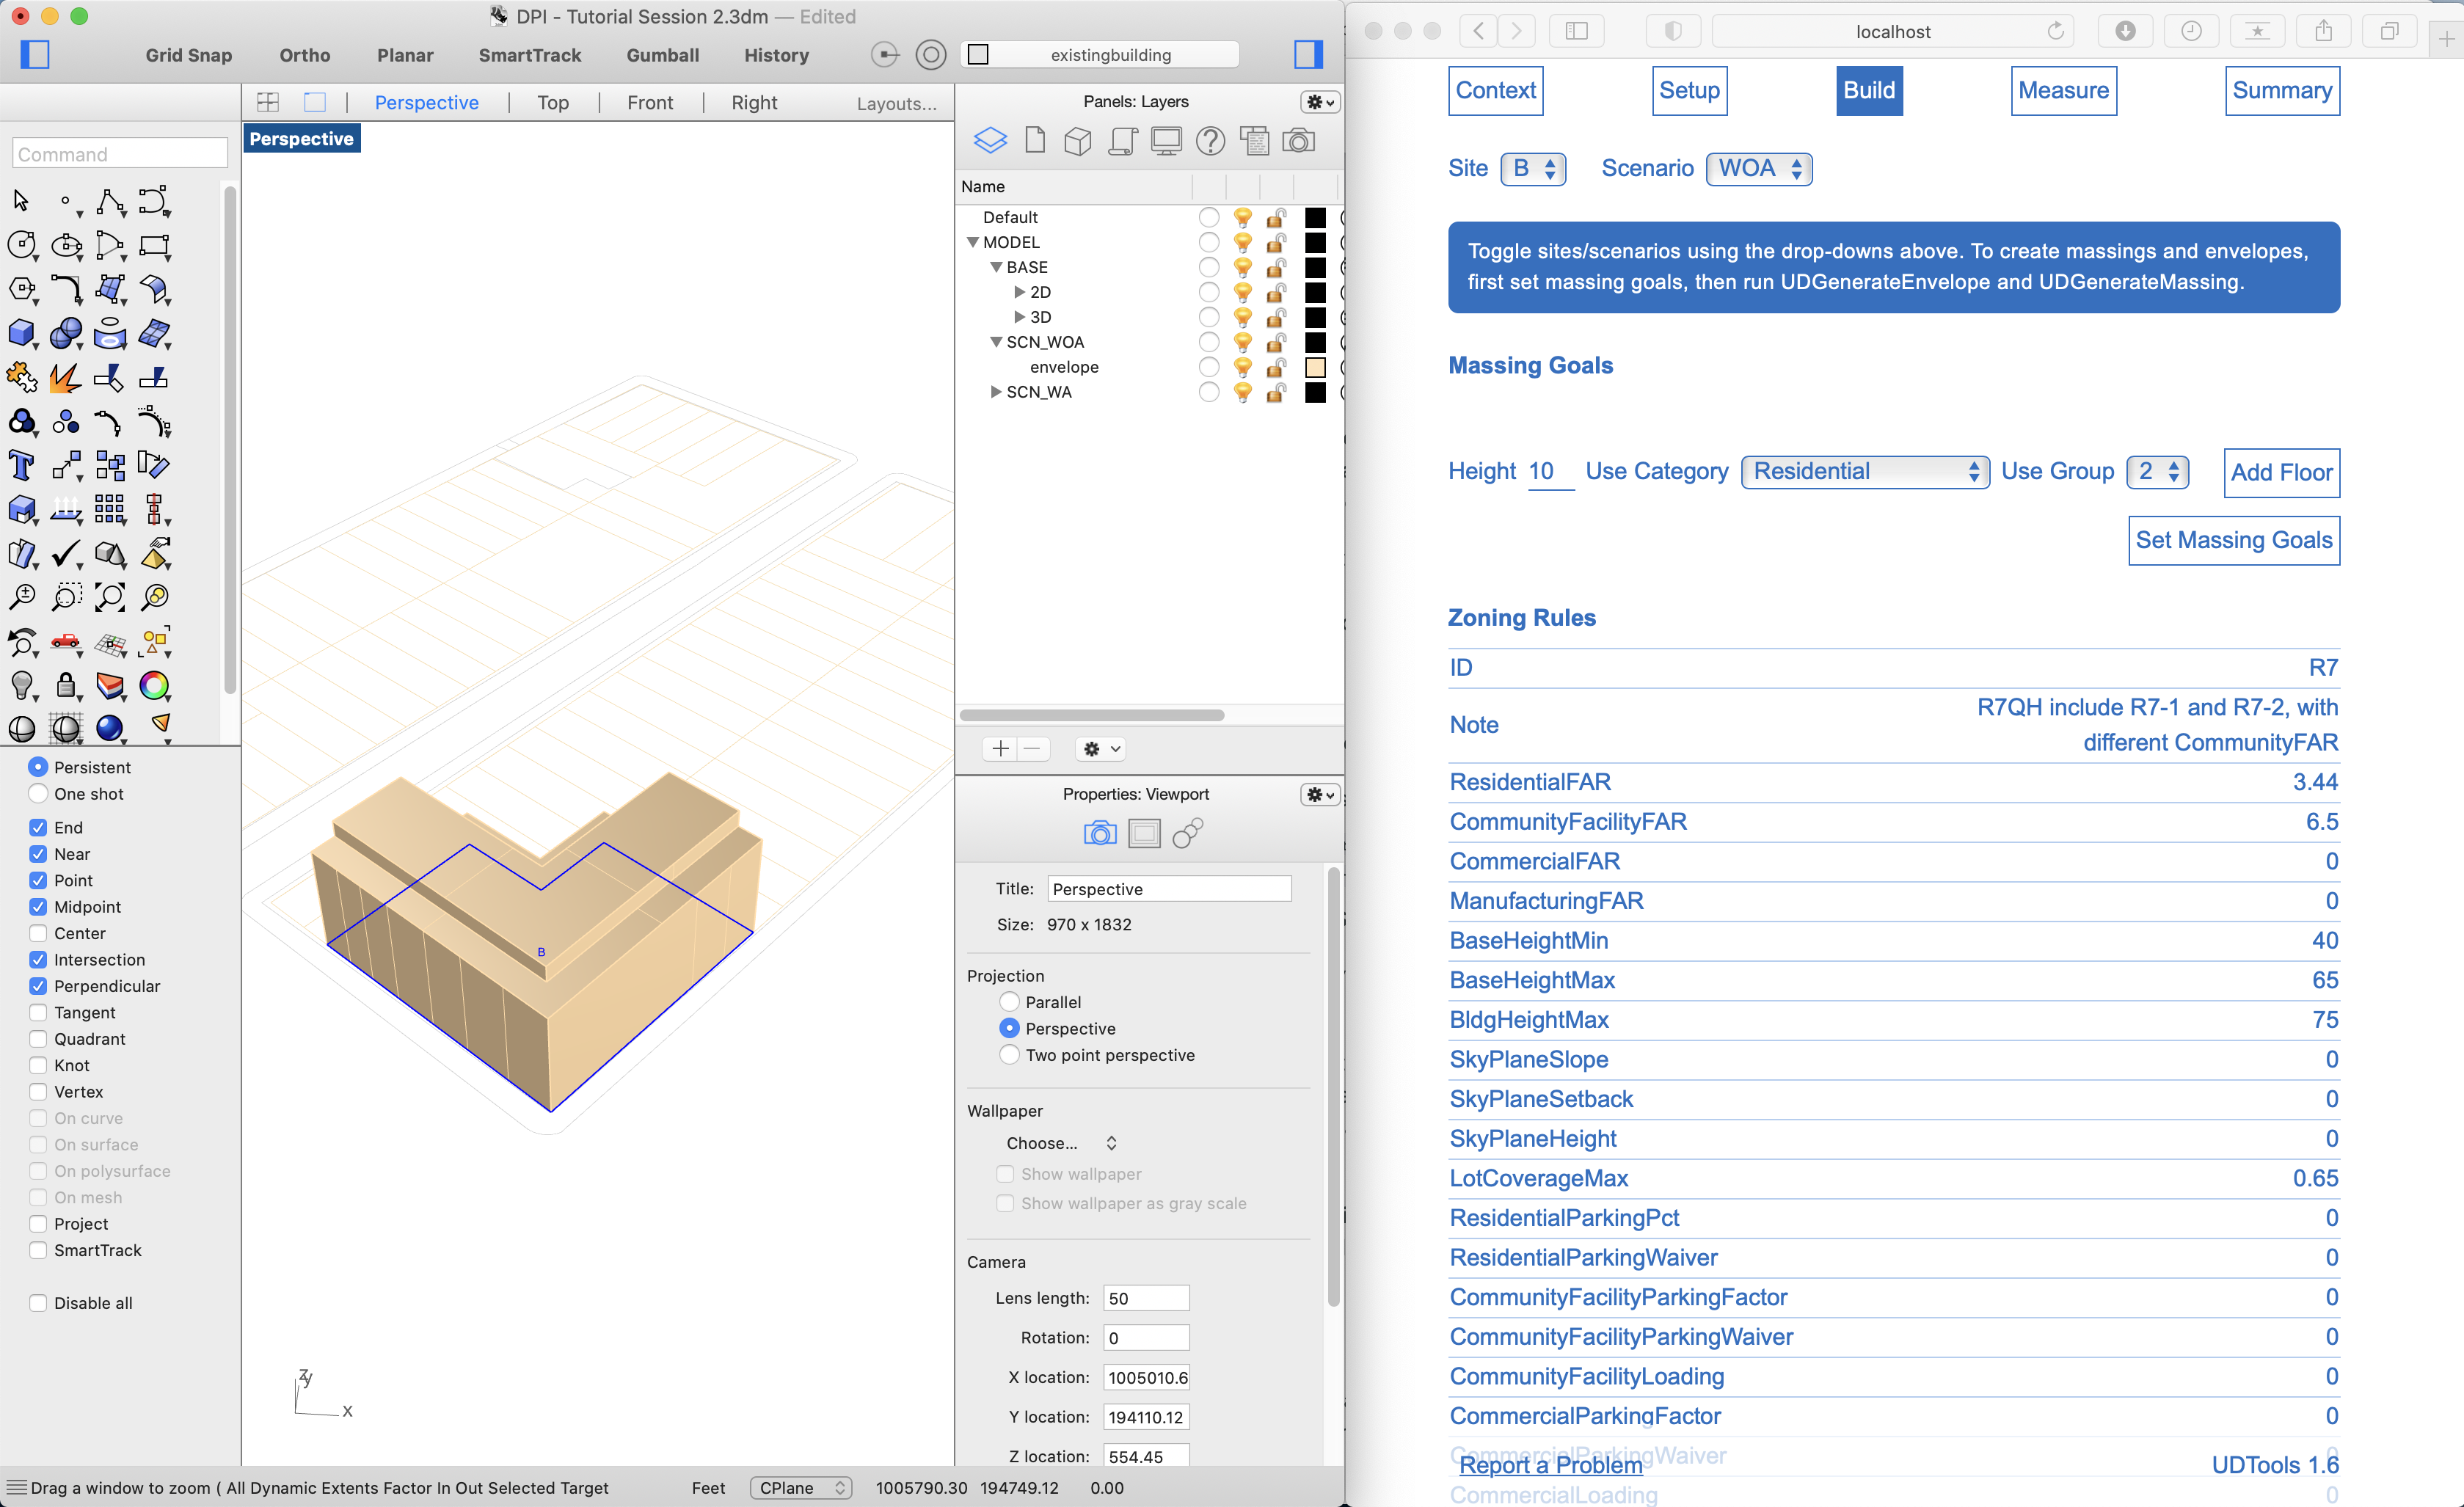 DPI - Tutorial Session 2.3dm — Edited
Grid Snap Ortho Planar SmartTrack Gumball History existingbuilding
Perspective Top Front Right Layouts...
Command
Perspective
B
z y x
Persistent
One shot
End
Near
Point
Midpoint
Center
Intersection
Perpendicular
Tangent
Quadrant
Knot
Vertex
On curve
On surface
On polysurface
On mesh
Project
SmartTrack
Disable all
Panels: Layers
Name
Default
MODEL
BASE
2D
3D
SCN_WOA
envelope
SCN_WA
Properties: Viewport
Title: Perspective
Size: 970 x 1832
Projection
Parallel
Perspective
Two point perspective
Wallpaper
Choose...
Show wallpaper
Show wallpaper as gray scale
Camera
Lens length: 50
Rotation: 0
X location: 1005010.6
Y location: 194110.12
Z location: 554.45
Drag a window to zoom ( All Dynamic Extents Factor In Out Selected Target Feet CPlane 1005790.30 194749.12 0.00
localhost
Context Setup Build Measure Summary
Site B Scenario WOA
Toggle sites/scenarios using the drop-downs above. To create massings and envelopes,
first set massing goals, then run UDGenerateEnvelope and UDGenerateMassing.
Massing Goals
Height 10 Use Category Residential Use Group 2 Add Floor
Set Massing Goals
Zoning Rules
ID R7
Note R7QH include R7-1 and R7-2, with
different CommunityFAR
ResidentialFAR 3.44
CommunityFacilityFAR 6.5
CommercialFAR 0
ManufacturingFAR 0
BaseHeightMin 40
BaseHeightMax 65
BldgHeightMax 75
SkyPlaneSlope 0
SkyPlaneSetback 0
SkyPlaneHeight 0
LotCoverageMax 0.65
ResidentialParkingPct 0
ResidentialParkingWaiver 0
CommunityFacilityParkingFactor 0
CommunityFacilityParkingWaiver 0
CommunityFacilityLoading 0
CommercialParkingFactor 0
CommercialParkingWaiver 0
Report a Problem UDTools 1.6
CommercialLoading 0